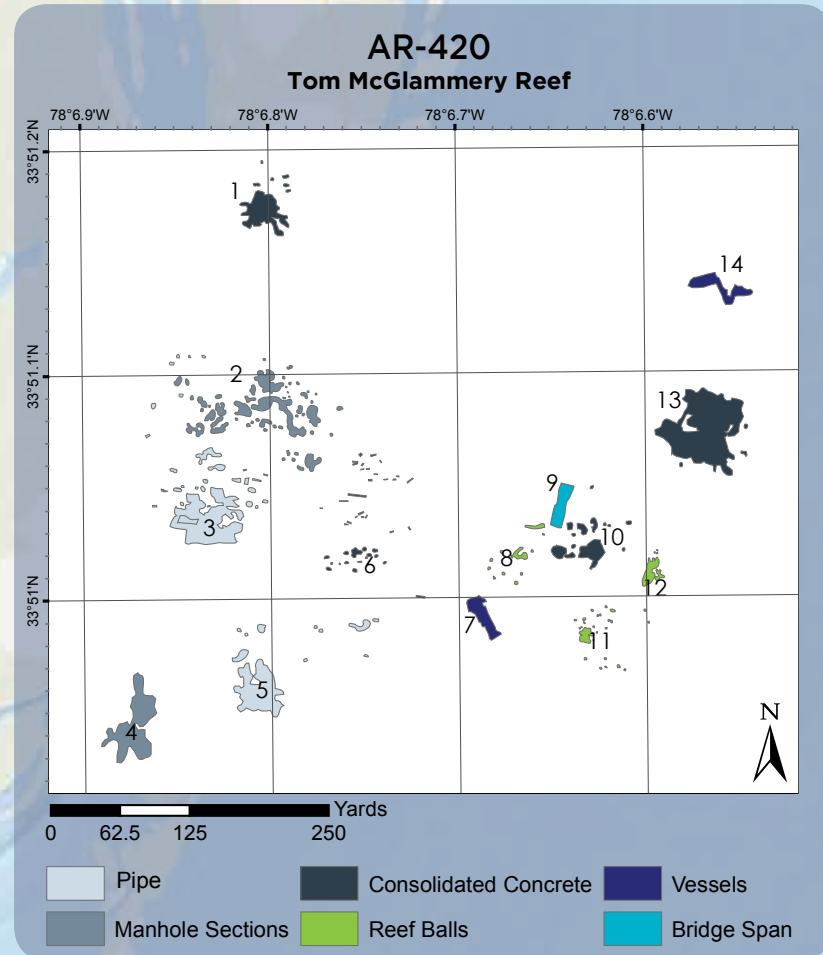 AR-420
Tom McGlammery Reef
78°6.9'W 78°6.8'W 78°6.7'W 78°6.6'W
33°51.2'N
1
14
33°51.1'N
2
13
3
9
10
8
6
12
33°51'N
7
11
5
4
N
Yards
0 62.5 125 250
Pipe Consolidated Concrete Vessels
Manhole Sections Reef Balls Bridge Span